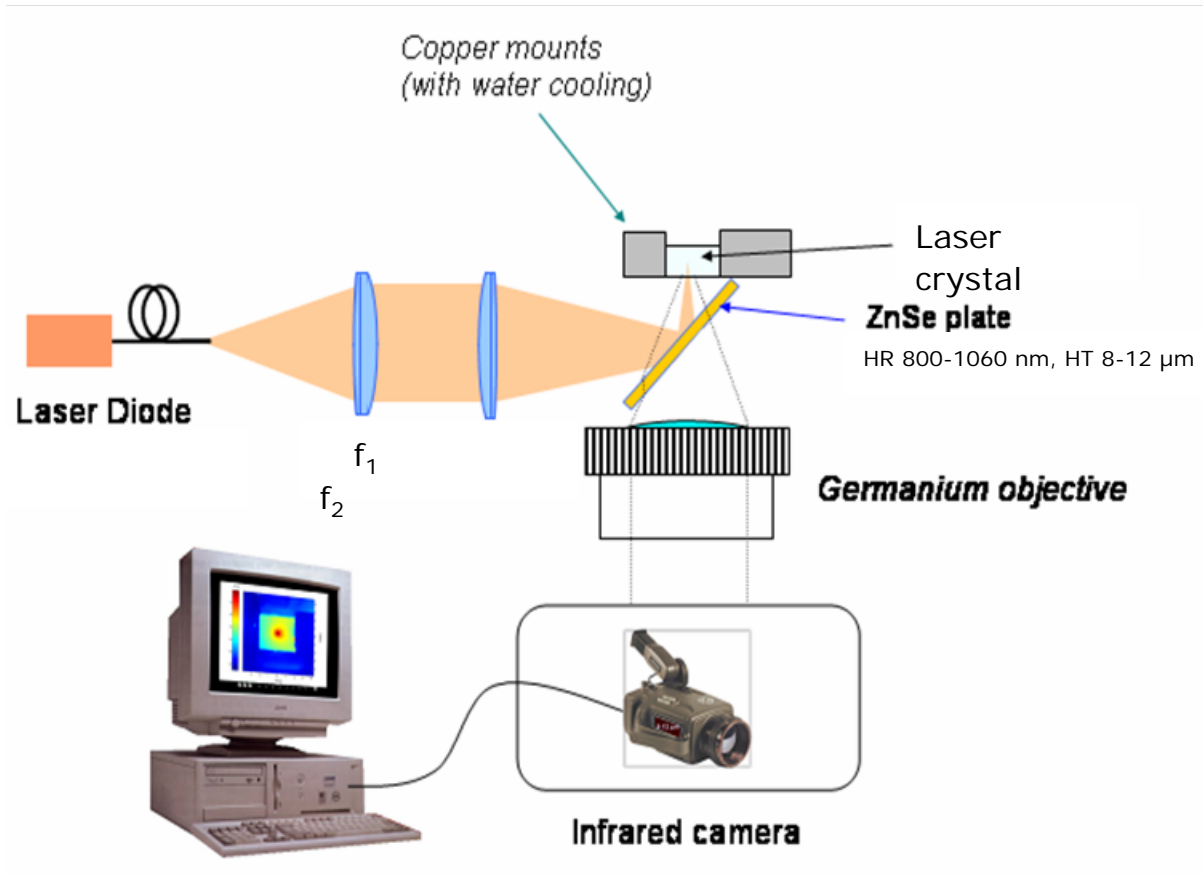 Copper mounts
(with water cooling)
Laser
crystal
ZnSe plate
HR 800-1060 nm, HT 8-12 µm
Laser Diode
f1
f2
Germanium objective
Infrared camera